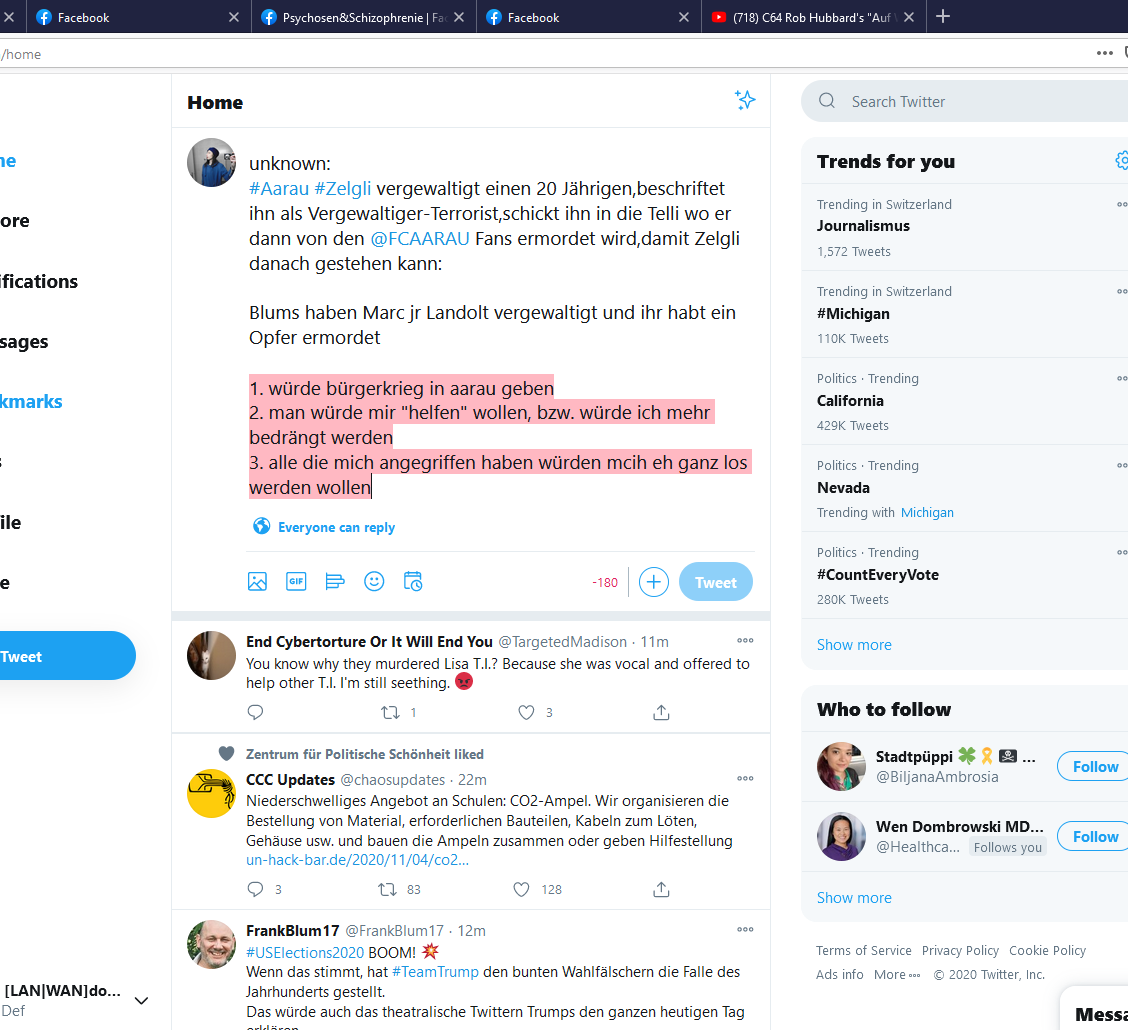 Facebook
Psychosen&Schizophrenie | Fac
Facebook
(718) C64 Rob Hubbard's "Auf
/home
Home
Search Twitter
unknown:
#Aarau #Zelgli vergewaltigt einen 20 Jährigen,beschriftet
ihn als Vergewaltiger-Terrorist,schickt ihn in die Telli wo er
dann von den @FCAARAU Fans ermordet wird,damit Zelgli
danach gestehen kann:
Blums haben Marc jr Landolt vergewaltigt und ihr habt ein
Opfer ermordet
1. würde bürgerkrieg in aarau geben
2. man würde mir "helfen" wollen, bzw. würde ich mehr
bedrängt werden
3. alle die mich angegriffen haben würden mcih eh ganz los
werden wollen
Everyone can reply
GIF
-180
Tweet
me
ore
ifications
sages
kmarks
s
file
e
Tweet
[LAN|WAN]do...
Def
End Cybertorture Or It Will End You @TargetedMadison · 11m
You know why they murdered Lisa T.I.? Because she was vocal and offered to
help other T.I. I'm still seething. 😡
1
3
Zentrum für Politische Schönheit liked
CCC Updates @chaosupdates · 22m
Niederschwelliges Angebot an Schulen: CO2-Ampel. Wir organisieren die
Bestellung von Material, erforderlichen Bauteilen, Kabeln zum Löten,
Gehäuse usw. und bauen die Ampeln zusammen oder geben Hilfestellung
un-hack-bar.de/2020/11/04/co2...
3
83
128
FrankBlum17 @FrankBlum17 · 12m
#USElections2020 BOOM! 💥
Wenn das stimmt, hat #TeamTrump den bunten Wahlfälschern die Falle des
Jahrhunderts gestellt.
Das würde auch das theatralische Twittern Trumps den ganzen heutigen Tag
erklären
Trends for you
Trending in Switzerland
Journalismus
1,572 Tweets
Trending in Switzerland
#Michigan
110K Tweets
Politics · Trending
California
429K Tweets
Politics · Trending
Nevada
Trending with Michigan
Politics · Trending
#CountEveryVote
280K Tweets
Show more
Who to follow
Stadtpüppi 🍀🎗🏴‍☠️ ...
@BiljanaAmbrosia
Follow
Wen Dombrowski MD...
@Healthca... Follows you
Follow
Show more
Terms of Service Privacy Policy Cookie Policy
Ads info More © 2020 Twitter, Inc.
Messa